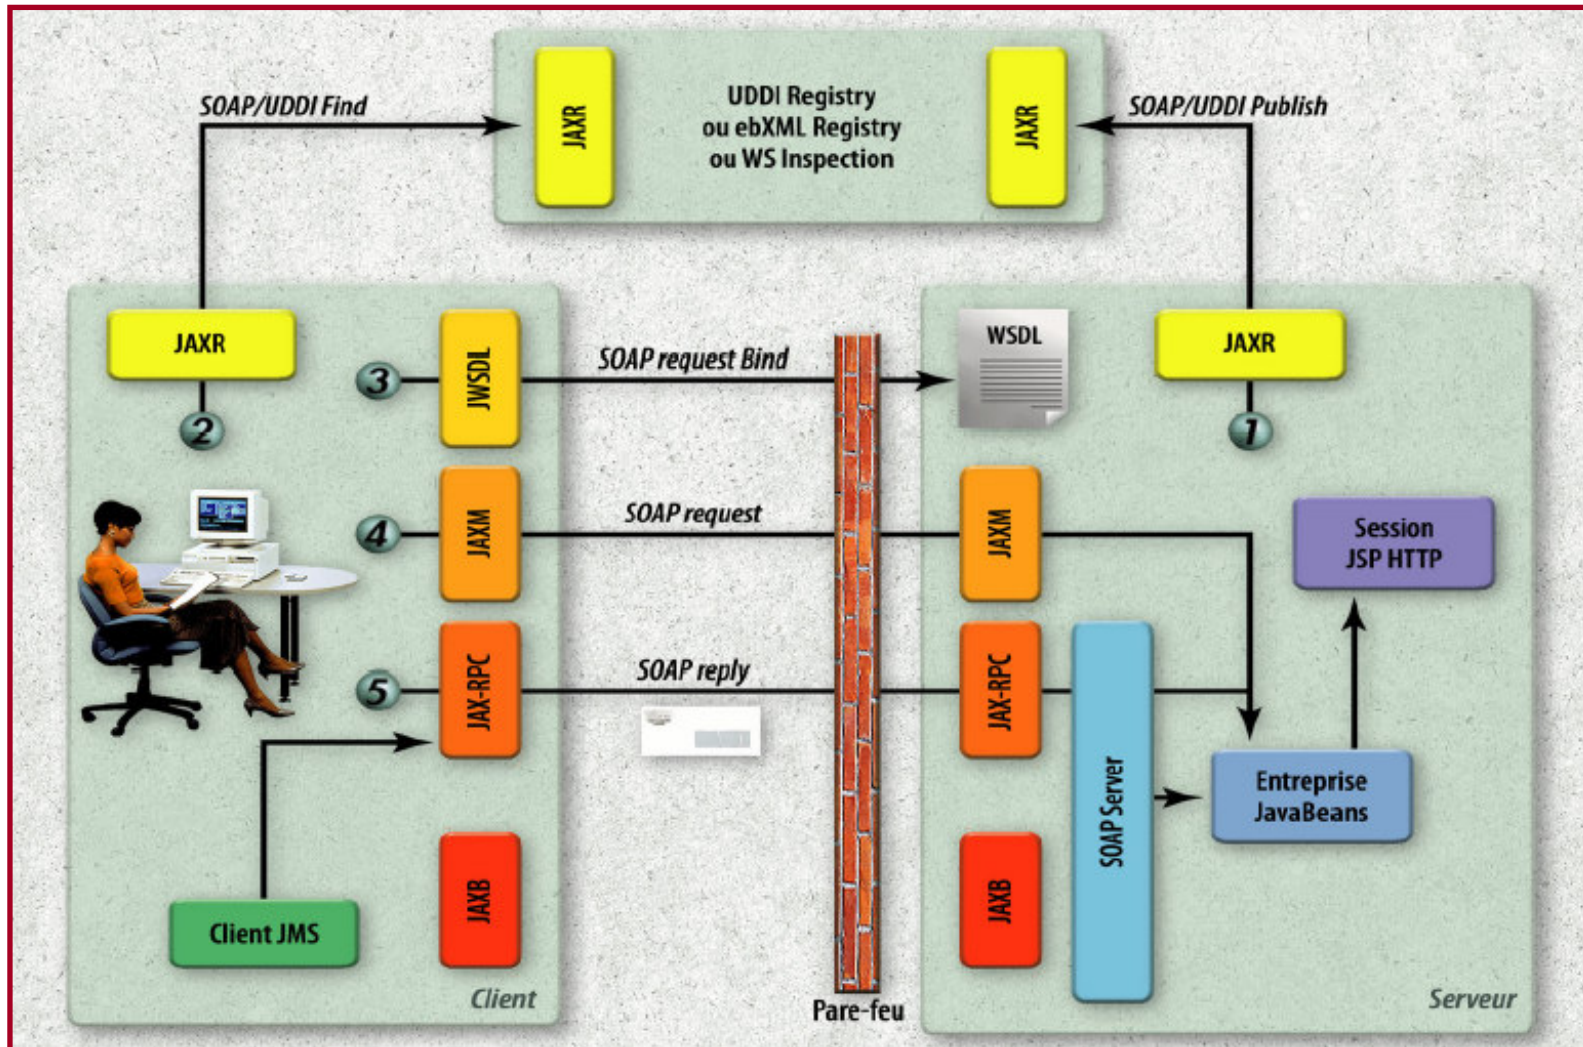 SOAP/UDDI Find
JAXR
UDDI Registry
ou ebXML Registry
ou WS Inspection
JAXR
SOAP/UDDI Publish
JAXR
2
3
JWSDL
SOAP request Bind
WSDL
JAXR
1
4
JAXM
SOAP request
JAXM
Session
JSP HTTP
5
JAX-RPC
SOAP reply
JAX-RPC
SOAP Server
Entreprise
JavaBeans
Client JMS
JAXB
JAXB
Client
Pare-feu
Serveur